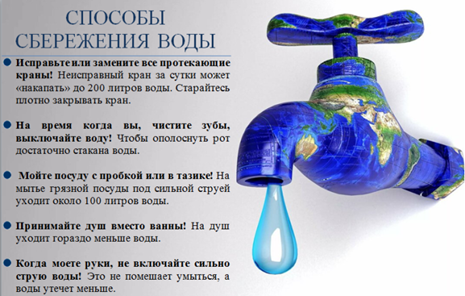 СПОСОБЫ
СБЕРЕЖЕНИЯ ВОДЫ
Исправьте или замените все протекающие
краны! Неисправный кран за сутки может
«накапать» до 200 литров воды. Старайтесь
плотно закрывать кран.
На время когда вы, чистите зубы,
выключайте воду! Чтобы ополоснуть рот
достаточно стакана воды.
Мойте посуду с пробкой или в тазике! На
мытье грязной посуды под сильной струей
уходит около 100 литров воды.
Принимайте душ вместо ванны! На душ
уходит гораздо меньше воды.
Когда моете руки, не включайте сильно
струю воды! Это не помешает умыться, а
воды утечет меньше.